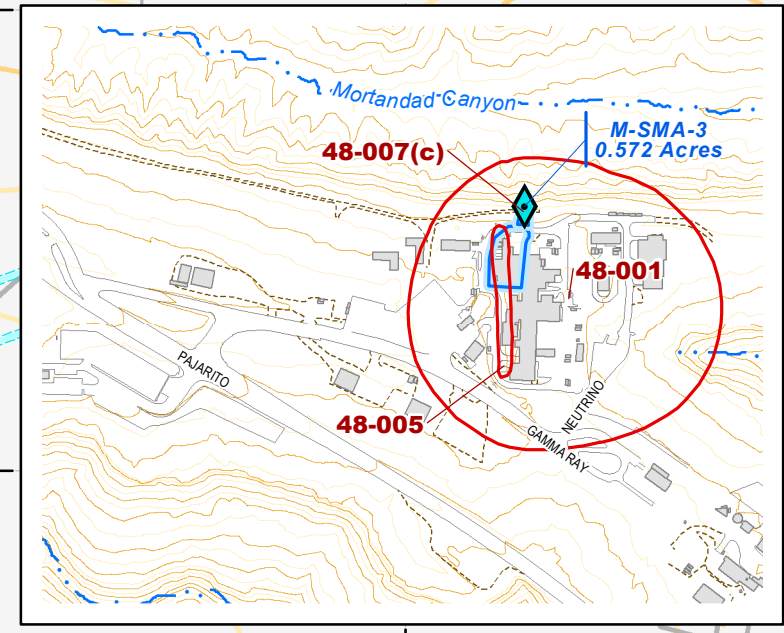 Mortandad Canyon
M-SMA-3
0.572 Acres
48-007(c)
48-001
PAJARITO
48-005
NEUTRINO
GAMMA RAY